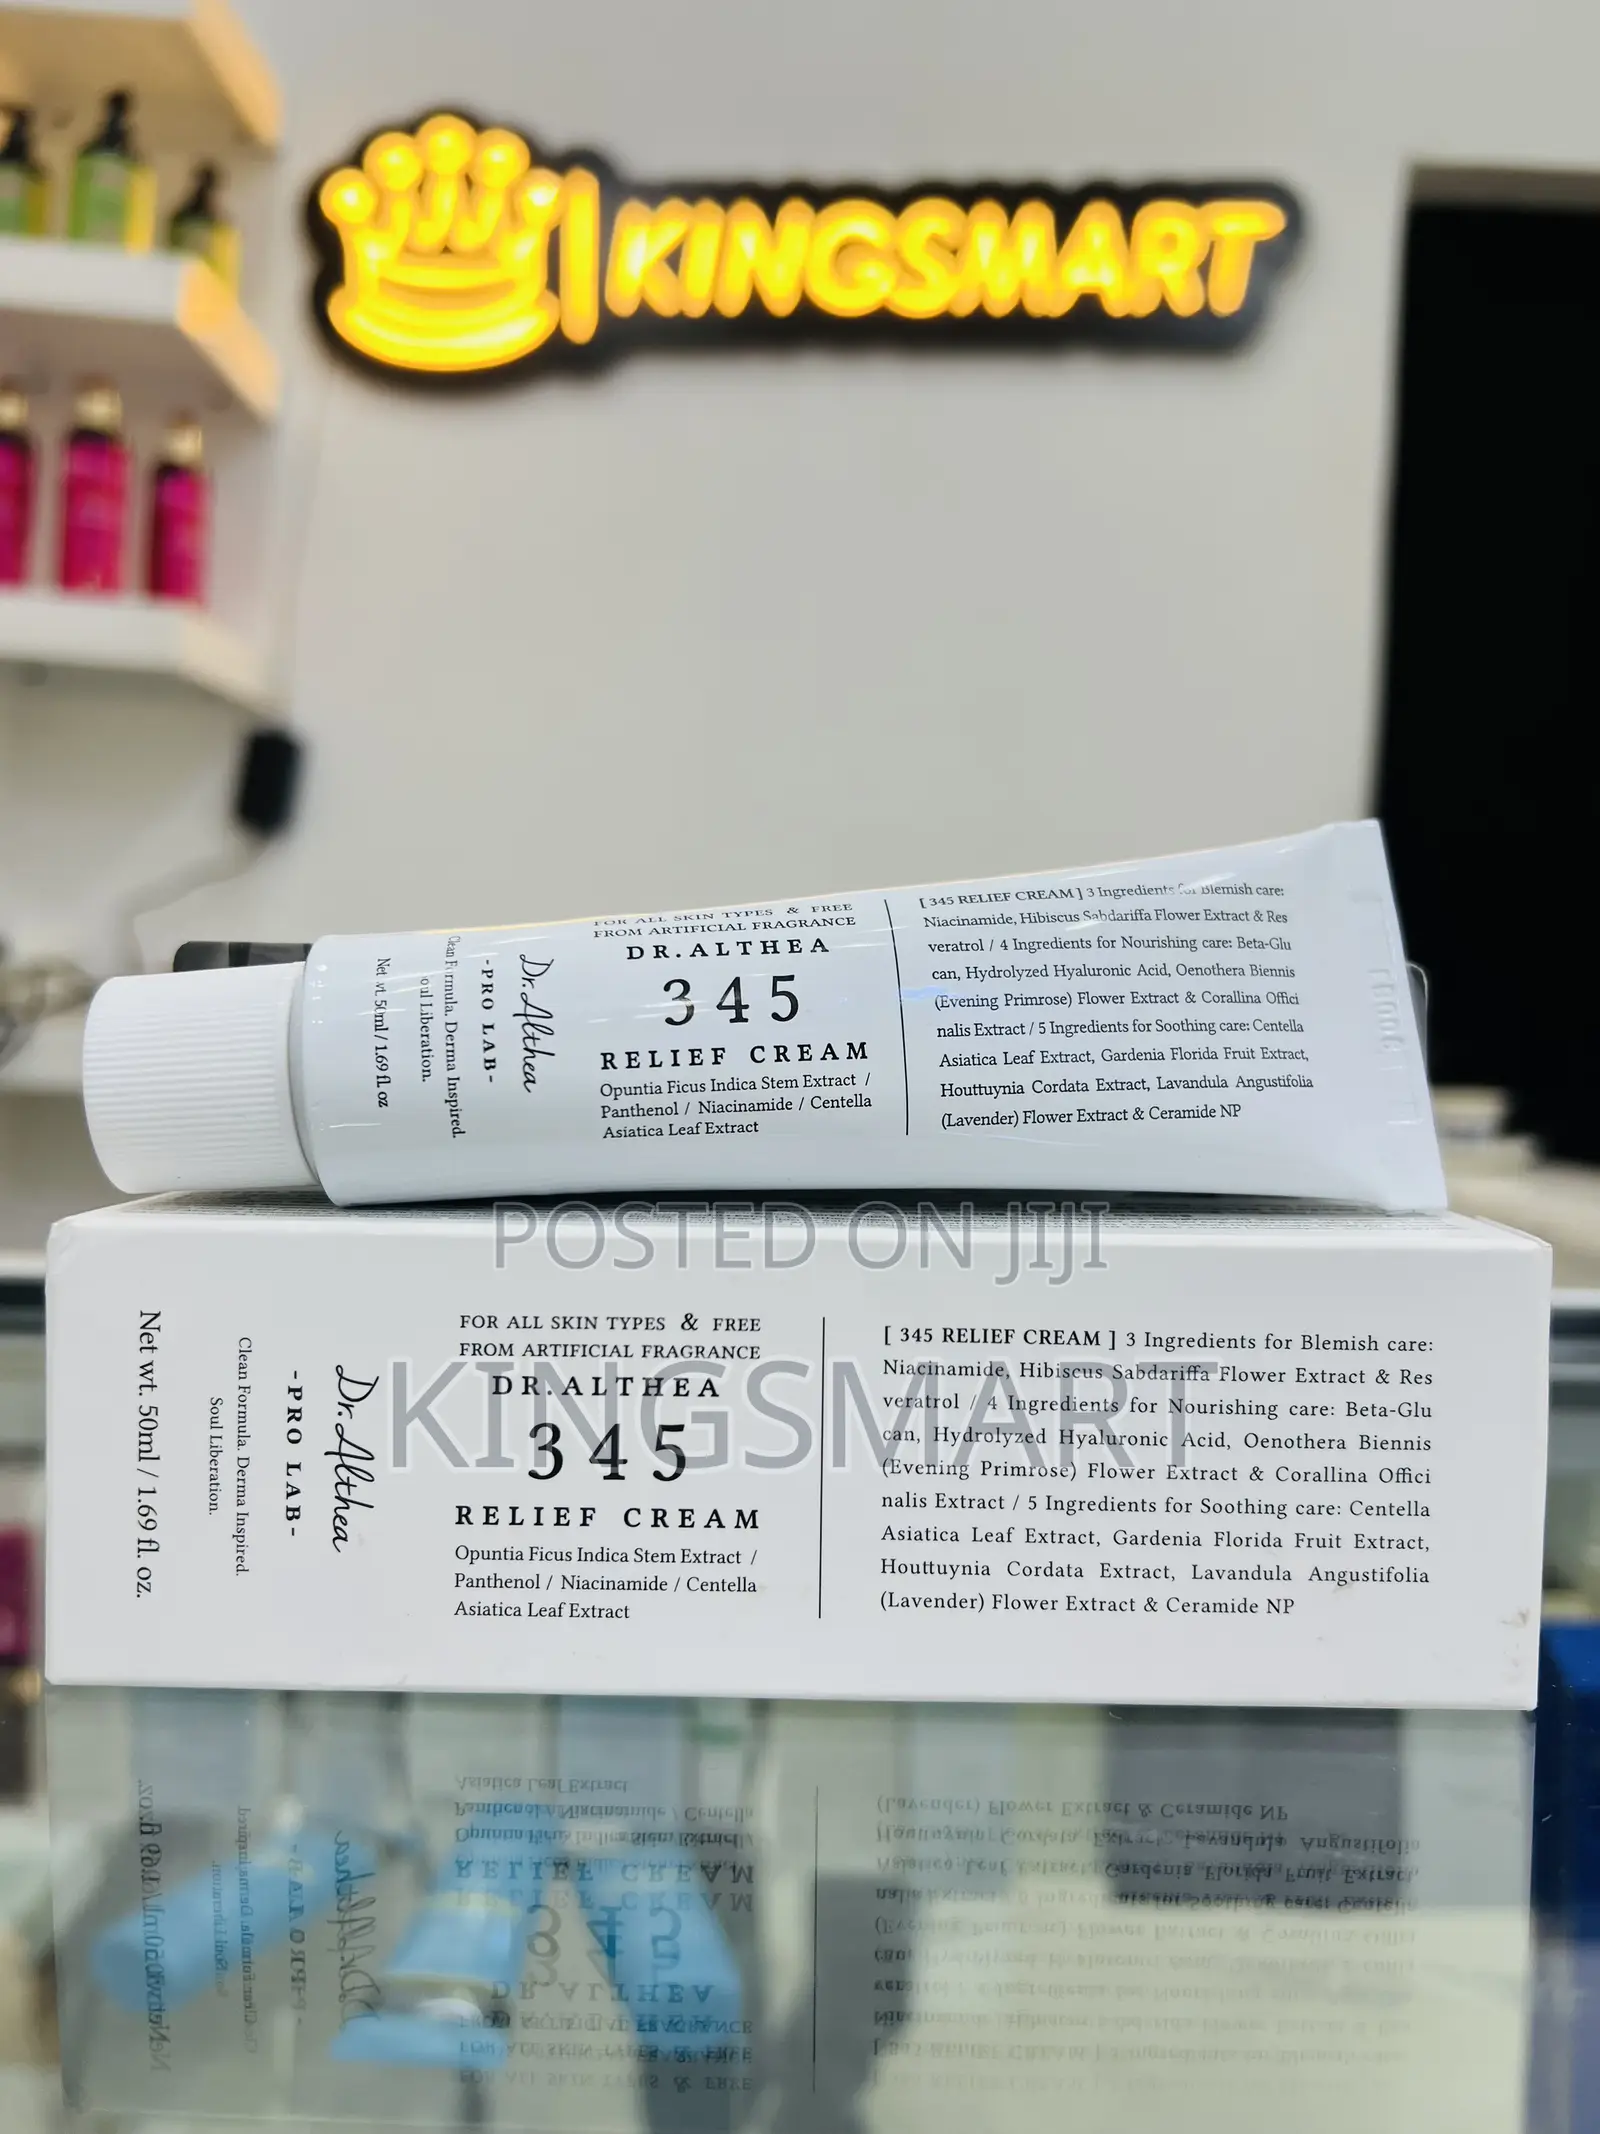 KINGSMART
FOR ALL SKIN TYPES & FREE
FROM ARTIFICIAL FRAGRANCE
DR.ALTHEA
345
RELIEF CREAM
Opuntia Ficus Indica Stem Extract /
Panthenol / Niacinamide / Centella
Asiatica Leaf Extract
[ 345 RELIEF CREAM ] 3 Ingredients for Blemish care:
Niacinamide, Hibiscus Sabdariffa Flower Extract & Res
veratrol / 4 Ingredients for Nourishing care: Beta-Glu
can, Hydrolyzed Hyaluronic Acid, Oenothera Biennis
(Evening Primrose) Flower Extract & Corallina Offici
nalis Extract / 5 Ingredients for Soothing care: Centella
Asiatica Leaf Extract, Gardenia Florida Fruit Extract,
Houttuynia Cordata Extract, Lavandula Angustifolia
(Lavender) Flower Extract & Ceramide NP
Dr.Althea
-PRO LAB-
Clean Formula. Derma Inspired.
Soul Liberation.
Net wt. 50ml / 1.69 fl. oz
POSTED ON JIJI
KINGSMART
FOR ALL SKIN TYPES & FREE
FROM ARTIFICIAL FRAGRANCE
DR.ALTHEA
345
RELIEF CREAM
Opuntia Ficus Indica Stem Extract /
Panthenol / Niacinamide / Centella
Asiatica Leaf Extract
[ 345 RELIEF CREAM ] 3 Ingredients for Blemish care:
Niacinamide, Hibiscus Sabdariffa Flower Extract & Res
veratrol / 4 Ingredients for Nourishing care: Beta-Glu
can, Hydrolyzed Hyaluronic Acid, Oenothera Biennis
(Evening Primrose) Flower Extract & Corallina Offici
nalis Extract / 5 Ingredients for Soothing care: Centella
Asiatica Leaf Extract, Gardenia Florida Fruit Extract,
Houttuynia Cordata Extract, Lavandula Angustifolia
(Lavender) Flower Extract & Ceramide NP
Dr.Althea
-PRO LAB-
Clean Formula. Derma Inspired.
Soul Liberation.
Net wt. 50ml / 1.69 fl. oz.